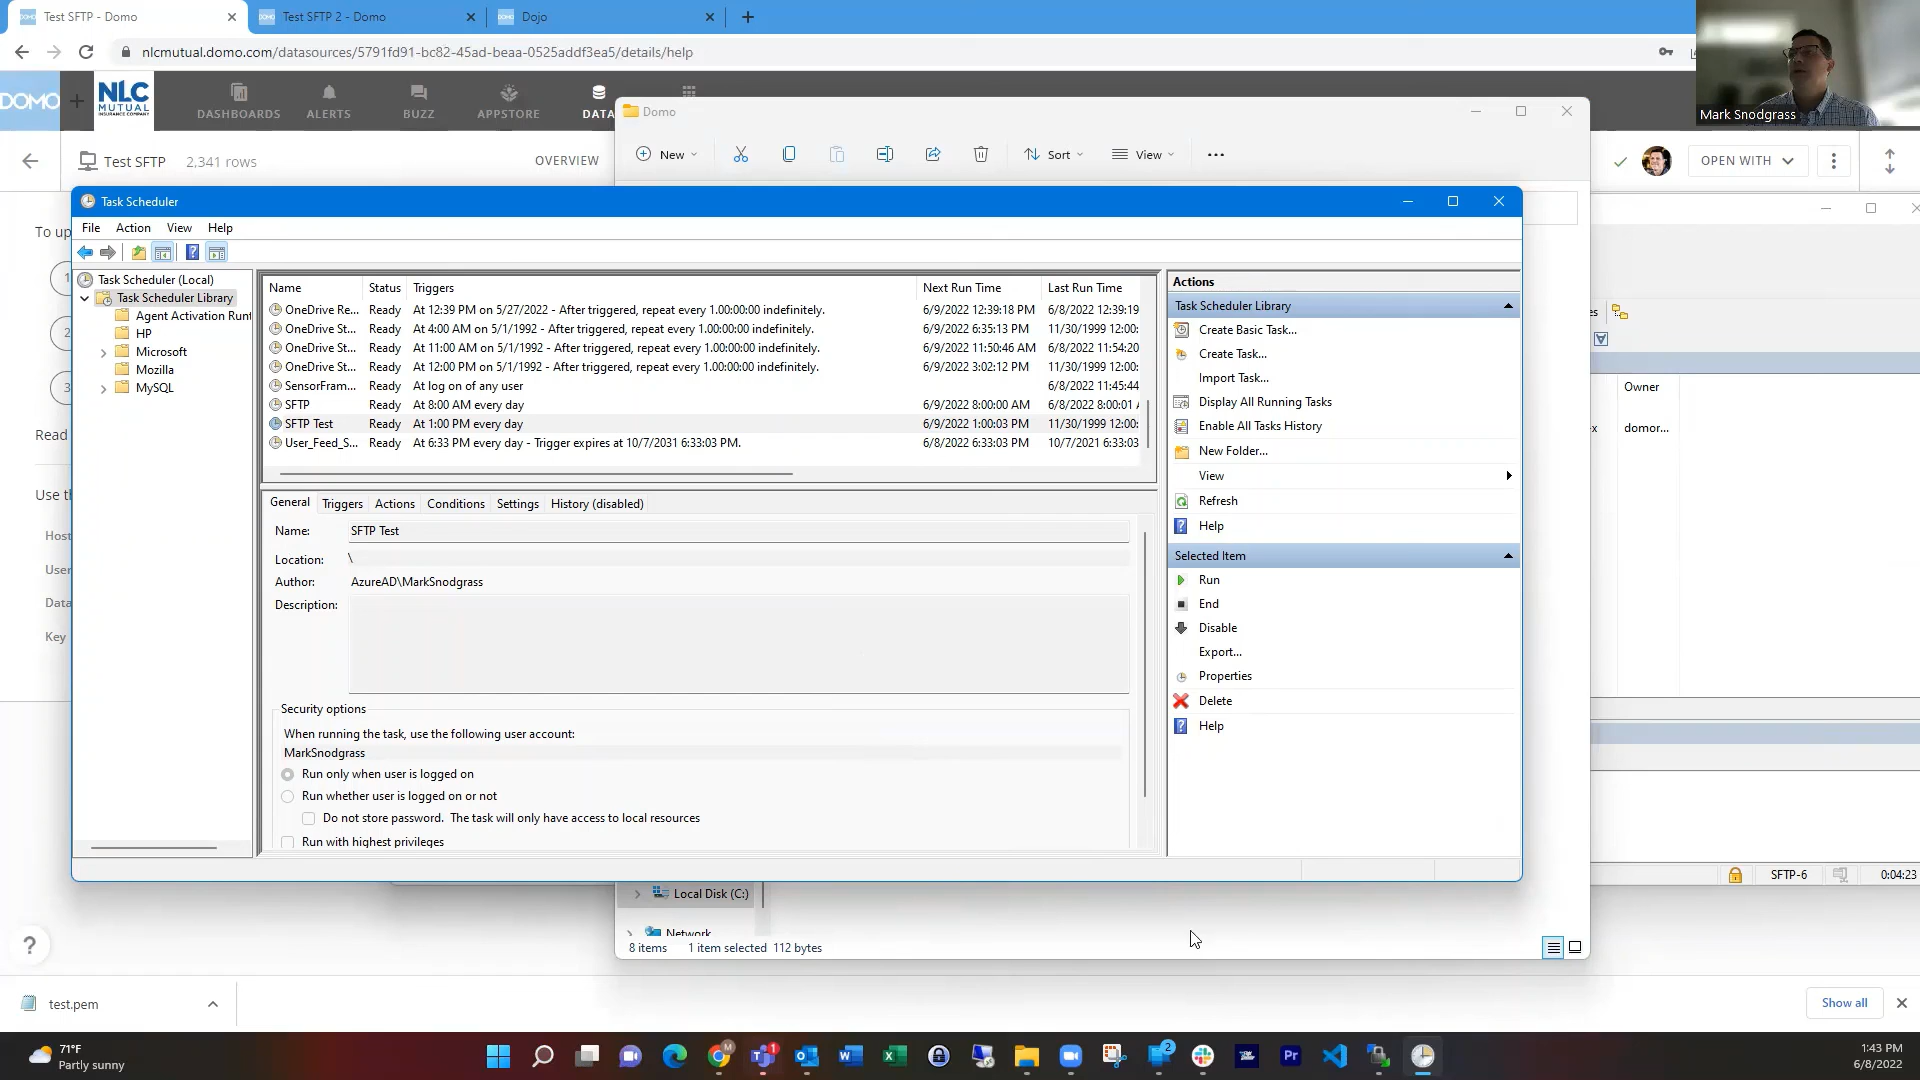 Test SFTP - Domo
Test SFTP 2 - Domo
Dojo
nlcmutual.domo.com/datasources/5791fd91-bc82-45ad-beaa-0525addf3ea5/details/help
Mark Snodgrass
DOMO
NLC
MUTUAL
INSURANCE COMPANY
DASHBOARDS
ALERTS
BUZZ
APPSTORE
DATA
Domo
New
Sort
View
Test SFTP 2,341 rows
OVERVIEW
OPEN WITH
Task Scheduler
File Action View Help
To up
1
2
3
Read
Use th
Host
User
Data
Key
Task Scheduler (Local)
Task Scheduler Library
Agent Activation Runt
HP
Microsoft
Mozilla
MySQL
Name Status Triggers Next Run Time Last Run Time
OneDrive Re... Ready At 12:39 PM on 5/27/2022 - After triggered, repeat every 1.00:00:00 indefinitely. 6/9/2022 12:39:18 PM 6/8/2022 12:39:19
OneDrive St... Ready At 4:00 AM on 5/1/1992 - After triggered, repeat every 1.00:00:00 indefinitely. 6/9/2022 6:35:13 PM 11/30/1999 12:00:
OneDrive St... Ready At 11:00 AM on 5/1/1992 - After triggered, repeat every 1.00:00:00 indefinitely. 6/9/2022 11:50:46 AM 6/8/2022 11:54:20
OneDrive St... Ready At 12:00 PM on 5/1/1992 - After triggered, repeat every 1.00:00:00 indefinitely. 6/9/2022 3:02:12 PM 11/30/1999 12:00:
SensorFram... Ready At log on of any user 6/8/2022 11:45:44
SFTP Ready At 8:00 AM every day 6/9/2022 8:00:00 AM 6/8/2022 8:00:01
SFTP Test Ready At 1:00 PM every day 6/9/2022 1:00:03 PM 11/30/1999 12:00:
User_Feed_S... Ready At 6:33 PM every day - Trigger expires at 10/7/2031 6:33:03 PM. 6/8/2022 6:33:03 PM 10/7/2021 6:33:03
General Triggers Actions Conditions Settings History (disabled)
Name: SFTP Test
Location: \
Author: AzureAD\MarkSnodgrass
Description:
Security options
When running the task, use the following user account:
MarkSnodgrass
Run only when user is logged on
Run whether user is logged on or not
Do not store password. The task will only have access to local resources
Run with highest privileges
Actions
Task Scheduler Library
Create Basic Task...
Create Task...
Import Task...
Display All Running Tasks
Enable All Tasks History
New Folder...
View
Refresh
Help
Selected Item
Run
End
Disable
Export...
Properties
Delete
Help
es
Owner
x domor...
SFTP-6 0:04:23
Local Disk (C:)
Network
8 items 1 item selected 112 bytes
test.pem
Show all
71°F
Partly sunny
1
2
Pr
1:43 PM
6/8/2022